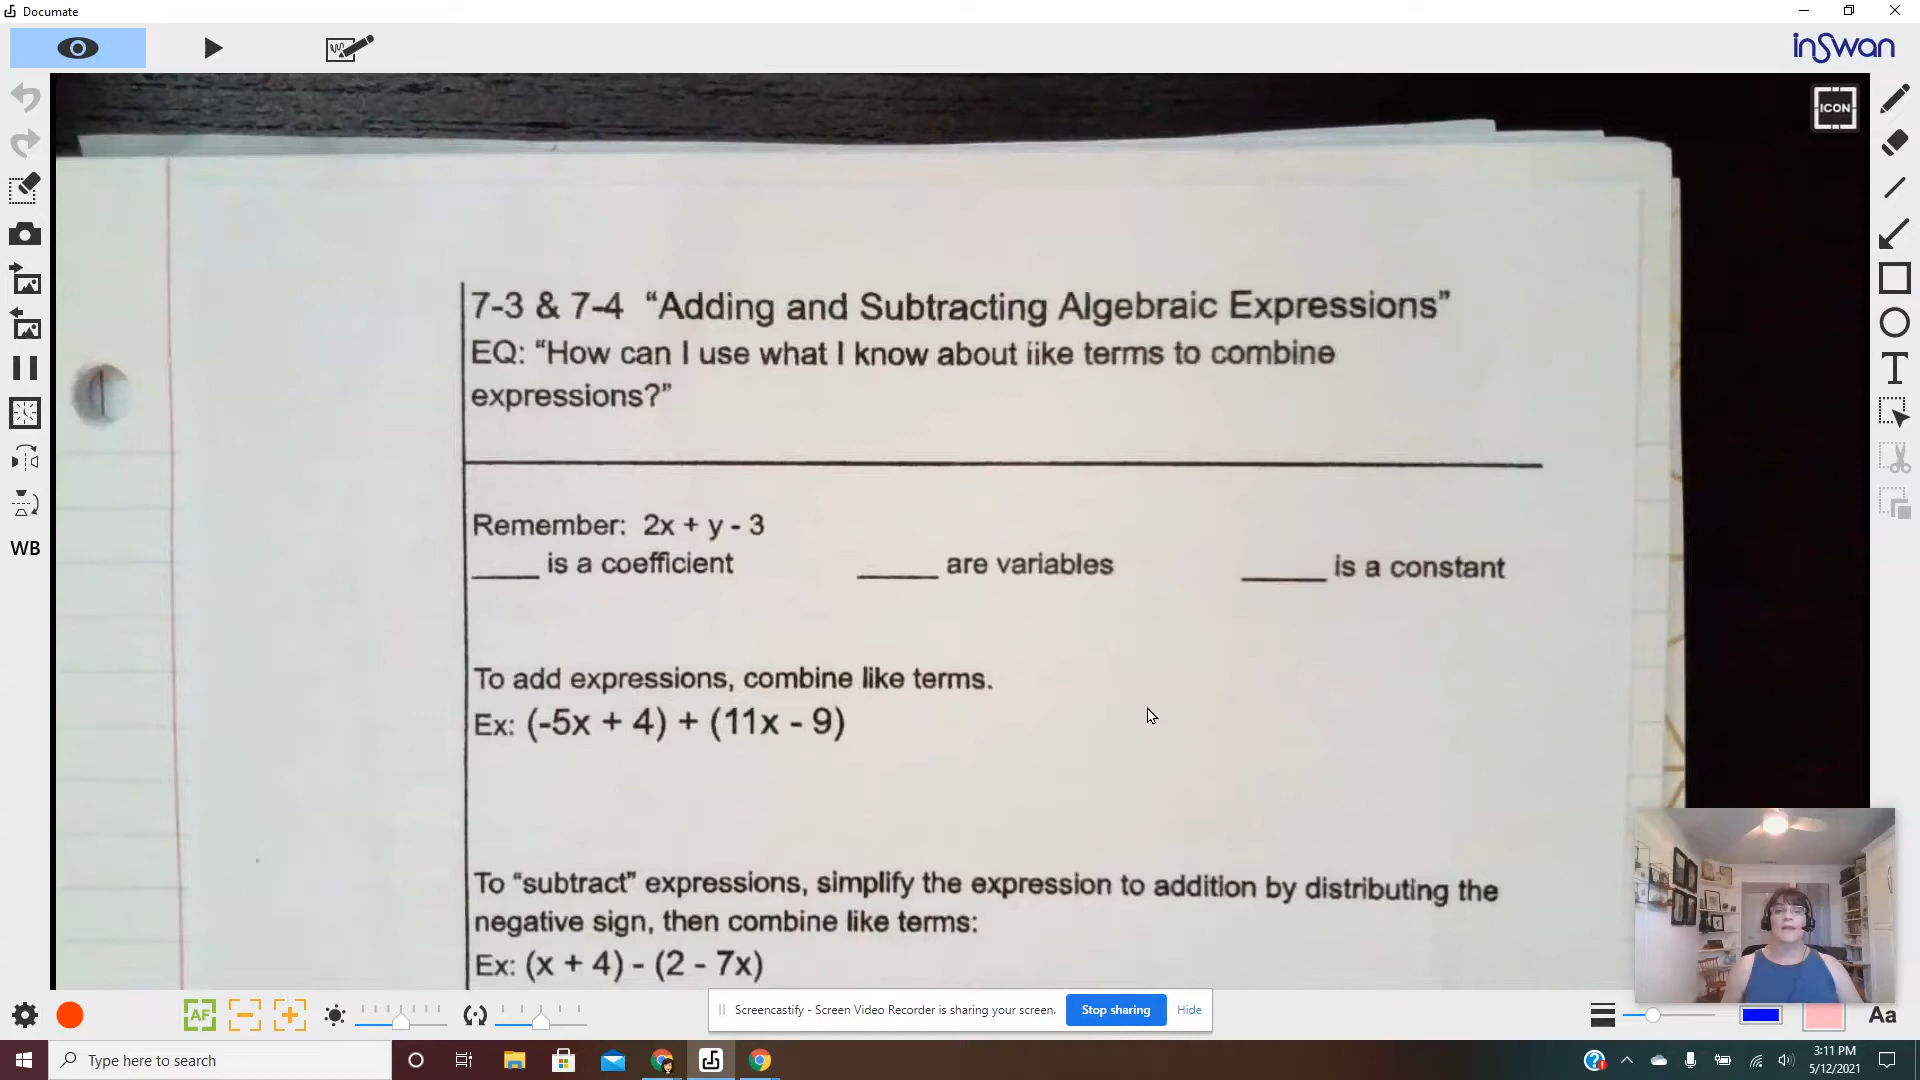 Documate
inSwan
ICON
7-3 & 7-4 “Adding and Subtracting Algebraic Expressions”
EQ: “How can I use what I know about like terms to combine
expressions?”
Remember: 2x + y - 3
____ is a coefficient _____ are variables _____ is a constant
To add expressions, combine like terms.
Ex: (-5x + 4) + (11x - 9)
To “subtract” expressions, simplify the expression to addition by distributing the
negative sign, then combine like terms:
Ex: (x + 4) - (2 - 7x)
T
WB
AF
Screencastify - Screen Video Recorder is sharing your screen. Stop sharing Hide
Aa
Type here to search
3:11 PM
5/12/2021